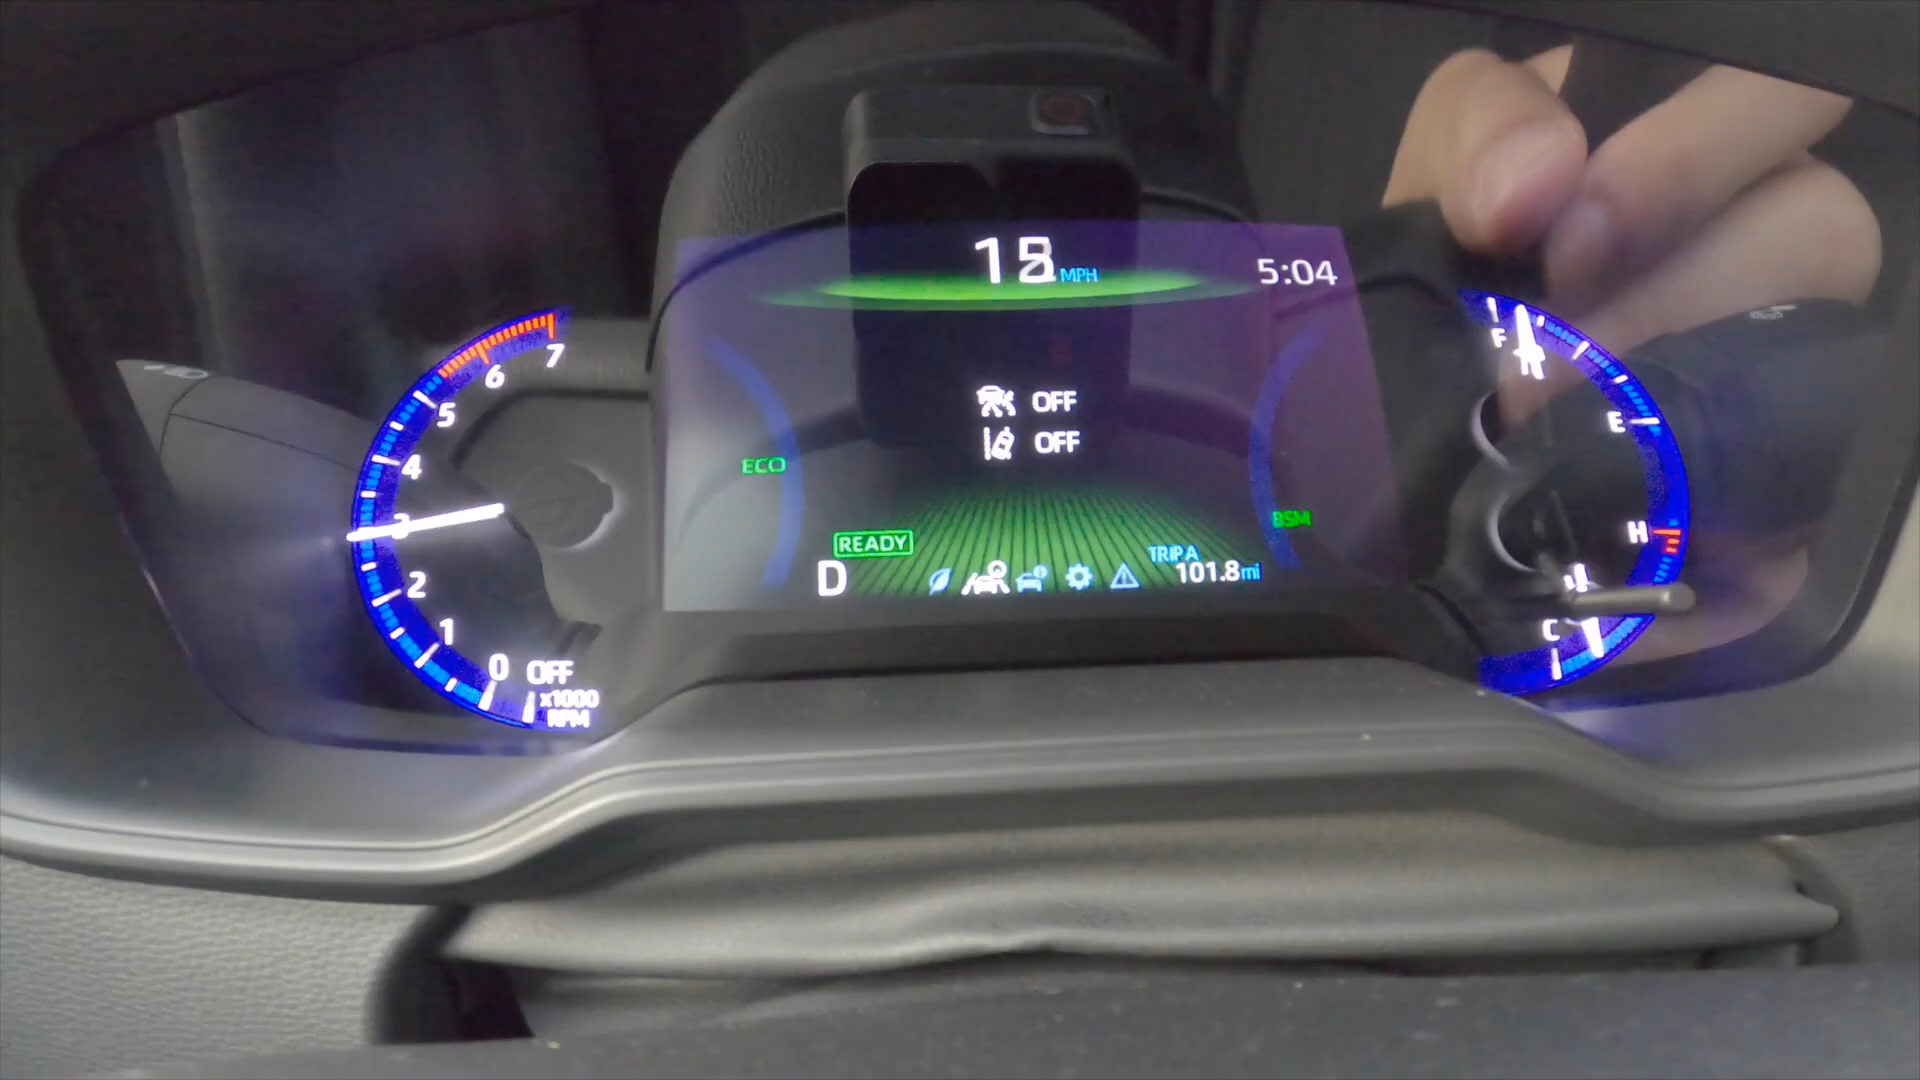 MPH
5:04
7
6
5
4
3
2
1
0 OFF
x1000
RPM
OFF
OFF
ECO
READY
D
BSM
TRIP A
101.8mi
F
E
H
C